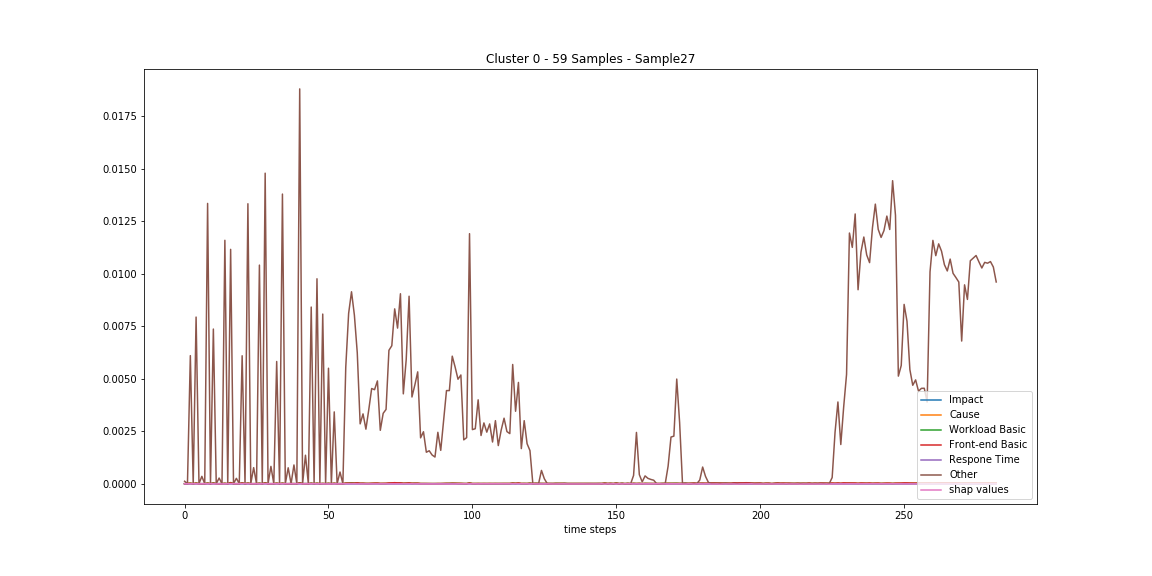 Cluster 0 - 59 Samples - Sample27
0.0175
0.0150
0.0125
0.0100
0.0075
0.0050
0.0025
0.0000
Impact
Cause
Workload Basic
Front-end Basic
Respone Time
Other
shap values
0 50 100 150 200 250
time steps